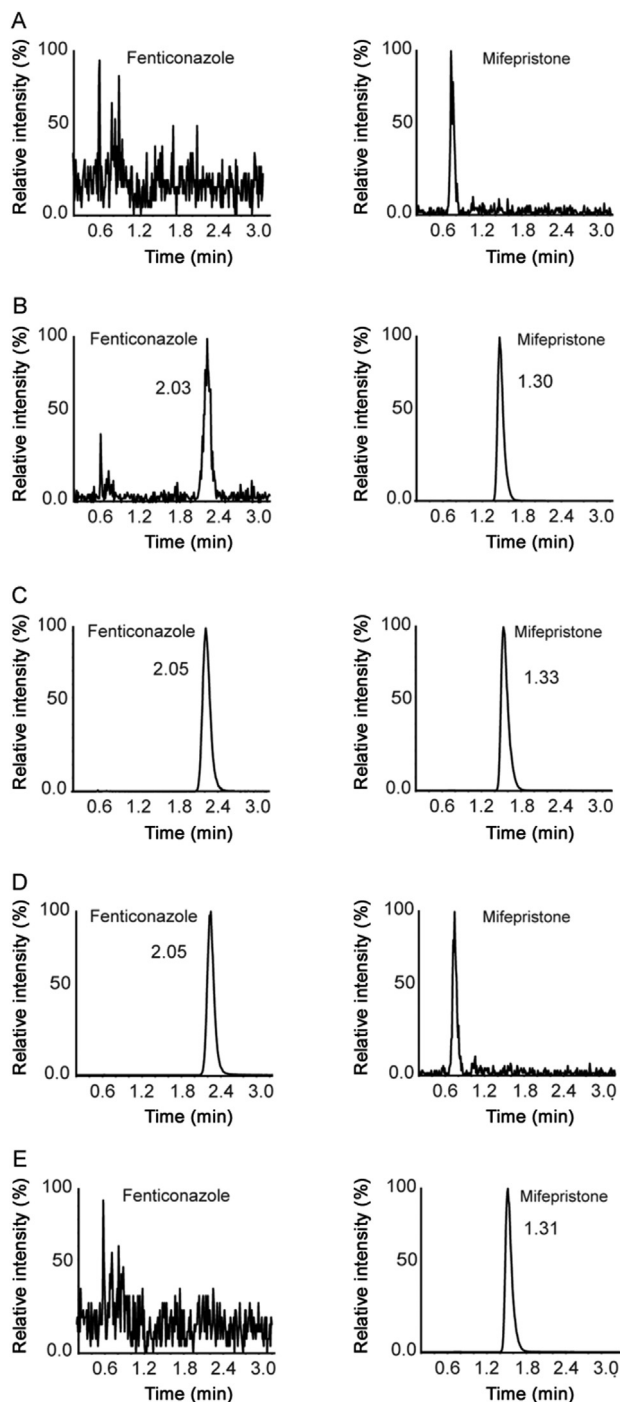 A
Relative intensity (%)
100
50
0.0
Fenticonazole
0.6 1.2 1.8 2.4 3.0
Time (min)
Relative intensity (%)
100
50
0.0
Mifepristone
0.6 1.2 1.8 2.4 3.0
Time (min)
B
Relative intensity (%)
100
50
0.0
Fenticonazole
2.03
0.6 1.2 1.8 2.4 3.0
Time (min)
Relative intensity (%)
100
50
0.0
Mifepristone
1.30
0.6 1.2 1.8 2.4 3.0
Time (min)
C
Relative intensity (%)
100
50
0.0
Fenticonazole
2.05
0.6 1.2 1.8 2.4 3.0
Time (min)
Relative intensity (%)
100
50
0.0
Mifepristone
1.33
0.6 1.2 1.8 2.4 3.0
Time (min)
D
Relative intensity (%)
100
50
0.0
Fenticonazole
2.05
0.6 1.2 1.8 2.4 3.0
Time (min)
Relative intensity (%)
100
50
0.0
Mifepristone
0.6 1.2 1.8 2.4 3.0
Time (min)
E
Relative intensity (%)
100
50
0.0
Fenticonazole
0.6 1.2 1.8 2.4 3.0
Time (min)
Relative intensity (%)
100
50
0.0
Mifepristone
1.31
0.6 1.2 1.8 2.4 3.0
Time (min)